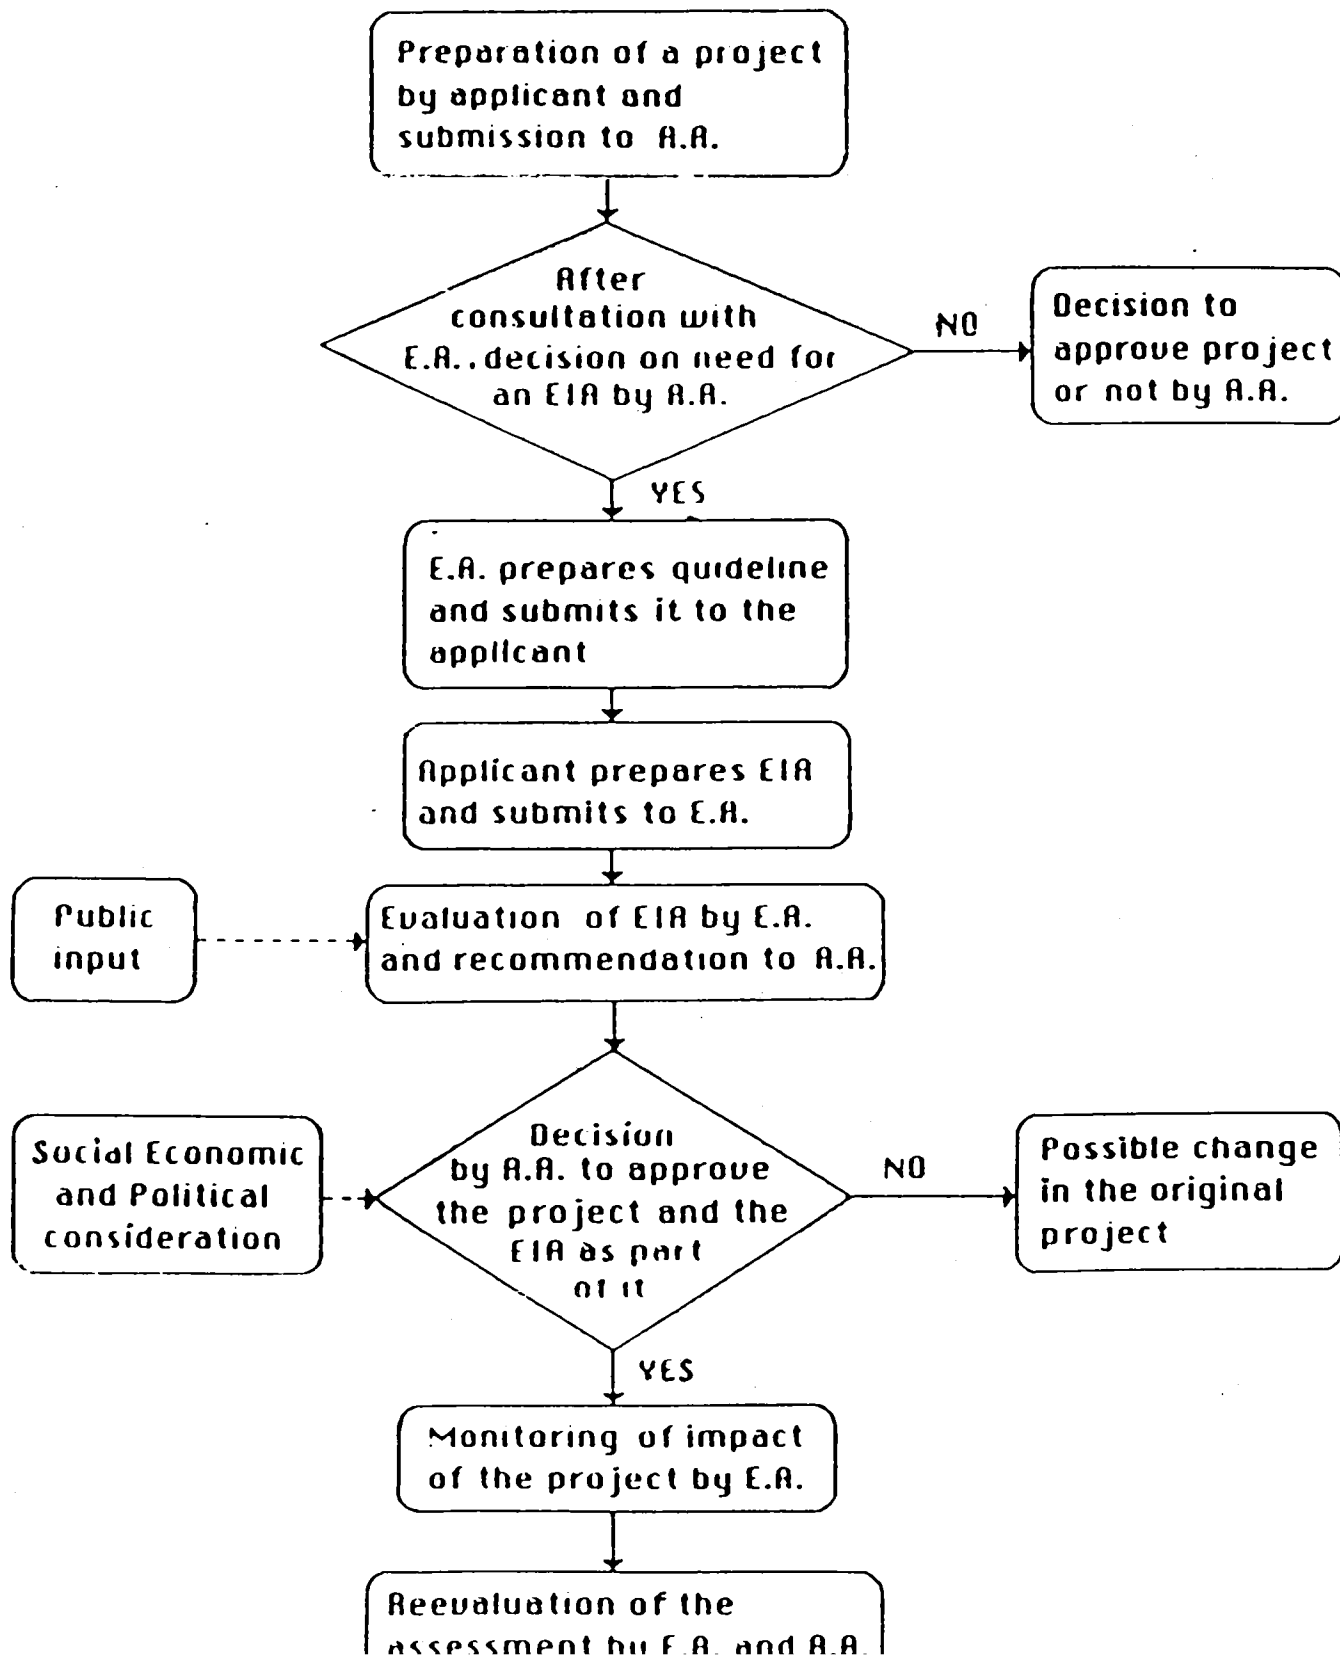 Preparation of a project
by applicant and
submission to A.A.
After
consultation with
E.A., decision on need for
an EIA by A.A.
NO
Decision to
approve project
or not by A.A.
YES
E.A. prepares quideline
and submits it to the
applicant
Applicant prepares EIA
and submits to E.A.
Public
input
Evaluation of EIA by E.A.
and recommendation to A.A.
Social Economic
and Political
consideration
Decision
by A.A. to approve
the project and the
EIA as part
of it
NO
Possible change
in the original
project
YES
Monitoring of impact
of the project by E.A.
Reevaluation of the
assessment by E.A. and A.A.